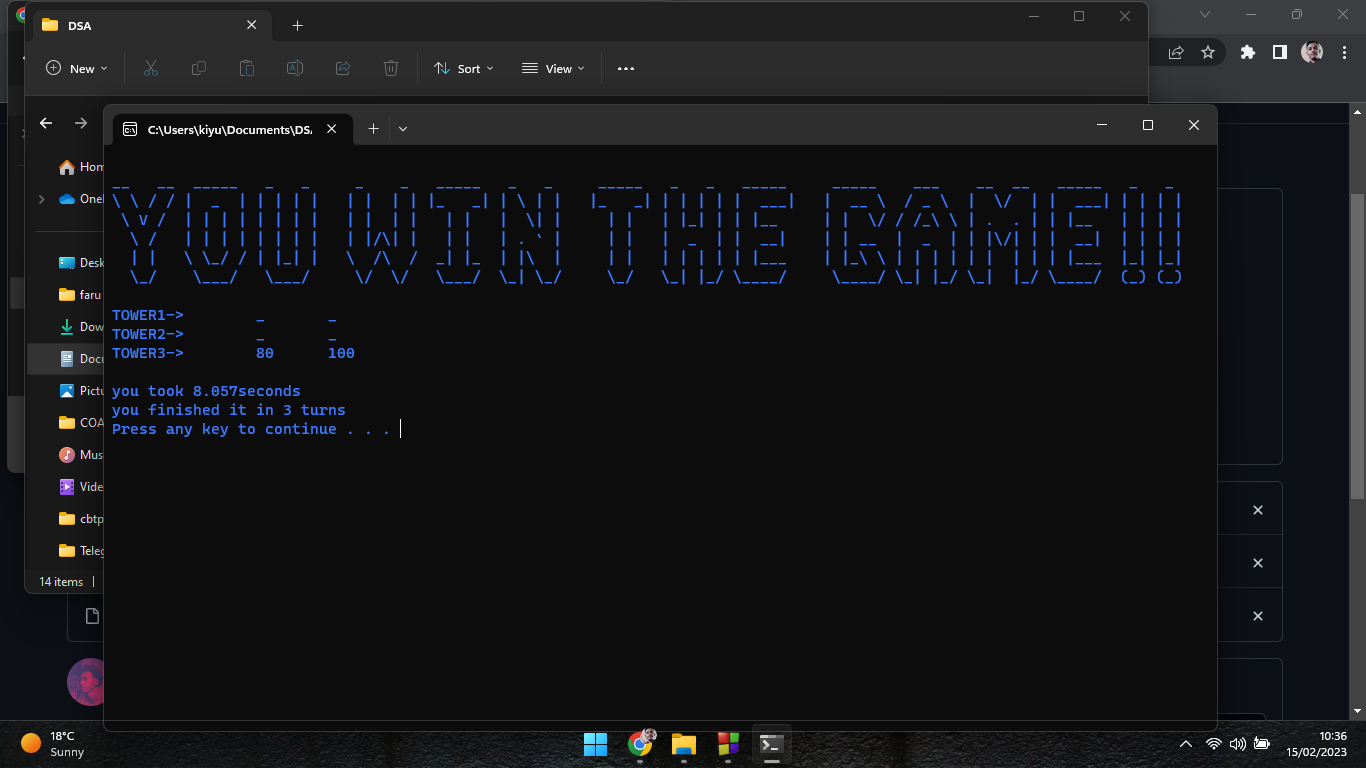 DSA
New
Sort
View
C:\Users\kiyu\Documents\DS
YOU WIN THE GAME!!
TOWER1-> _ _
TOWER2-> _ _
TOWER3-> 80 100
you took 8.057seconds
you finished it in 3 turns
Press any key to continue . . .
Hom
Onel
Desk
faru
Dow
Docu
Pictu
COA
Mus
Vide
cbtp
Teleg
14 items
18°C
Sunny
10:36
15/02/2023